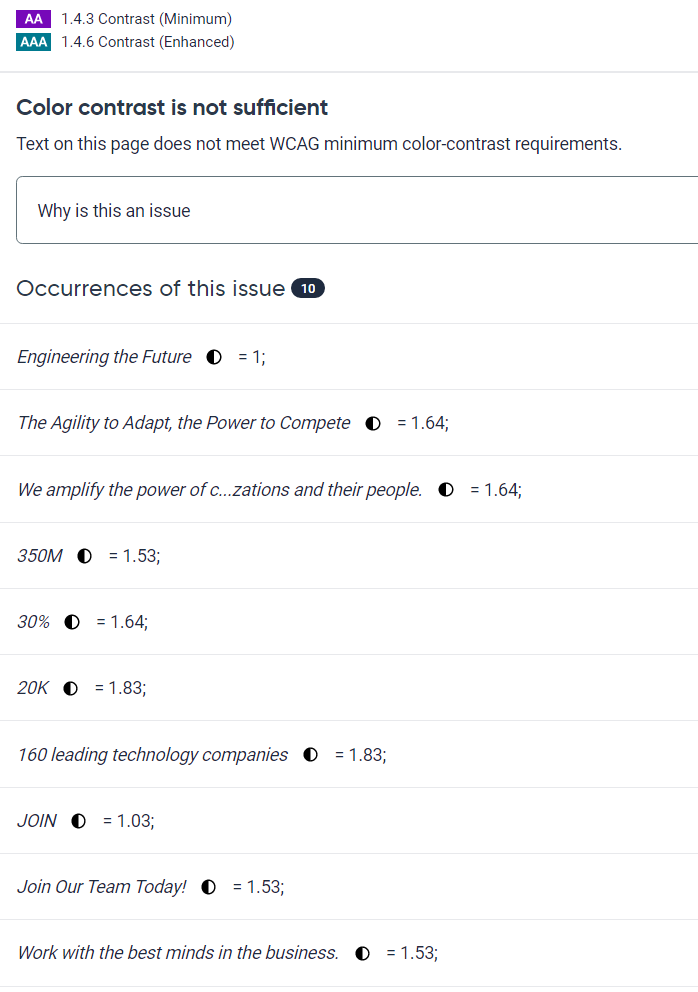 AA 1.4.3 Contrast (Minimum)
AAA 1.4.6 Contrast (Enhanced)
Color contrast is not sufficient
Text on this page does not meet WCAG minimum color-contrast requirements.
Why is this an issue
Occurrences of this issue 10
Engineering the Future = 1;
The Agility to Adapt, the Power to Compete = 1.64;
We amplify the power of c...zations and their people. = 1.64;
350M = 1.53;
30% = 1.64;
20K = 1.83;
160 leading technology companies = 1.83;
JOIN = 1.03;
Join Our Team Today! = 1.53;
Work with the best minds in the business. = 1.53;